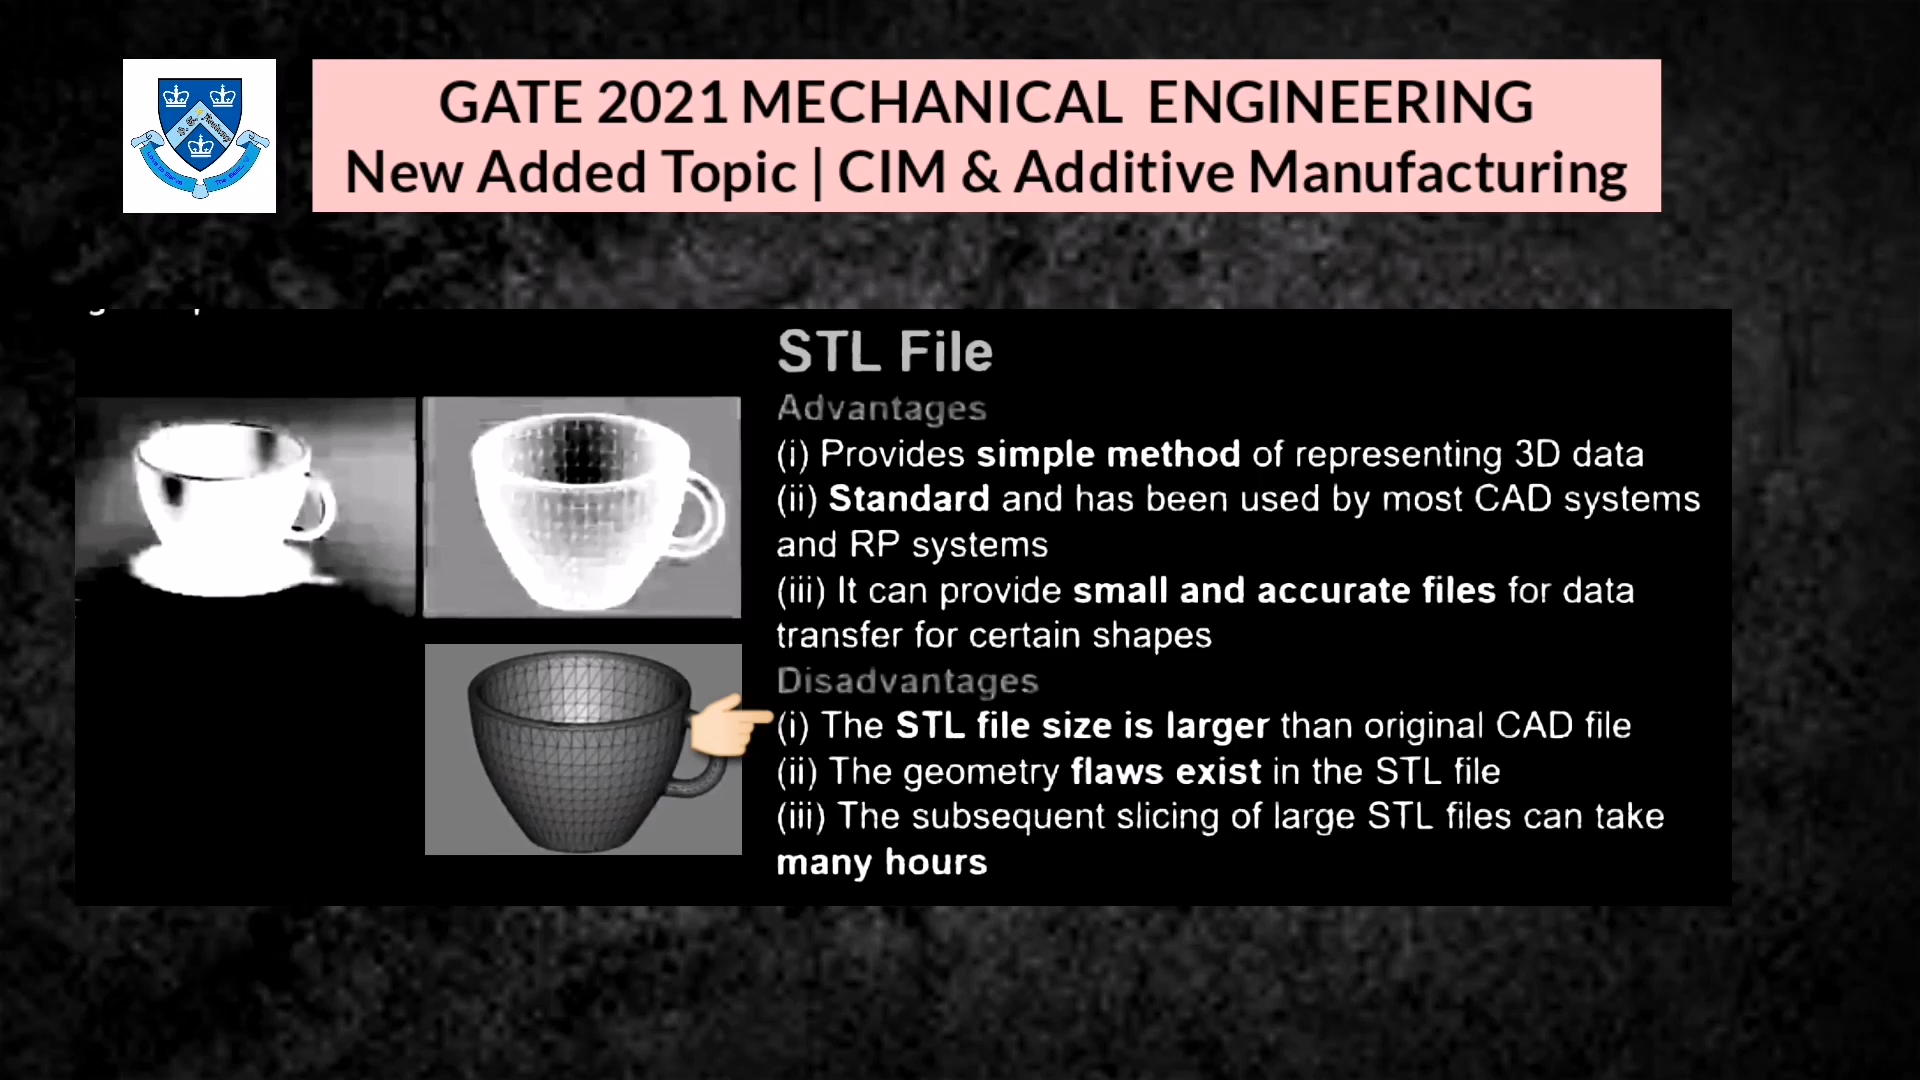 GATE 2021 MECHANICAL ENGINEERING
New Added Topic | CIM & Additive Manufacturing
STL File
Advantages
(i) Provides simple method of representing 3D data
(ii) Standard and has been used by most CAD systems
and RP systems
(iii) It can provide small and accurate files for data
transfer for certain shapes
Disadvantages
(i) The STL file size is larger than original CAD file
(ii) The geometry flaws exist in the STL file
(iii) The subsequent slicing of large STL files can take
many hours